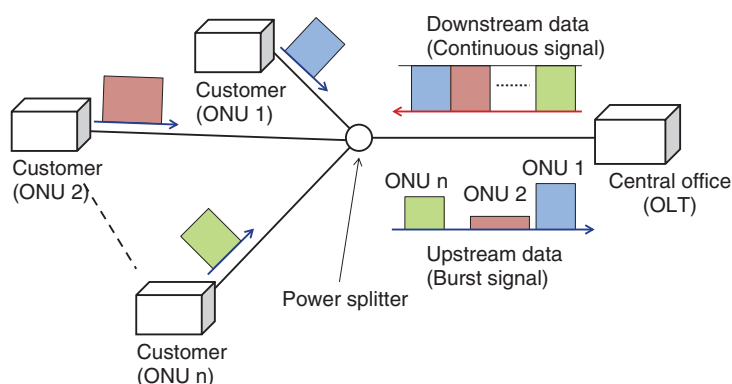 Downstream data
(Continuous signal)
Customer
(ONU 1)
Customer
(ONU 2)
ONU n
ONU 2
ONU 1
Central office
(OLT)
Upstream data
(Burst signal)
Power splitter
Customer
(ONU n)